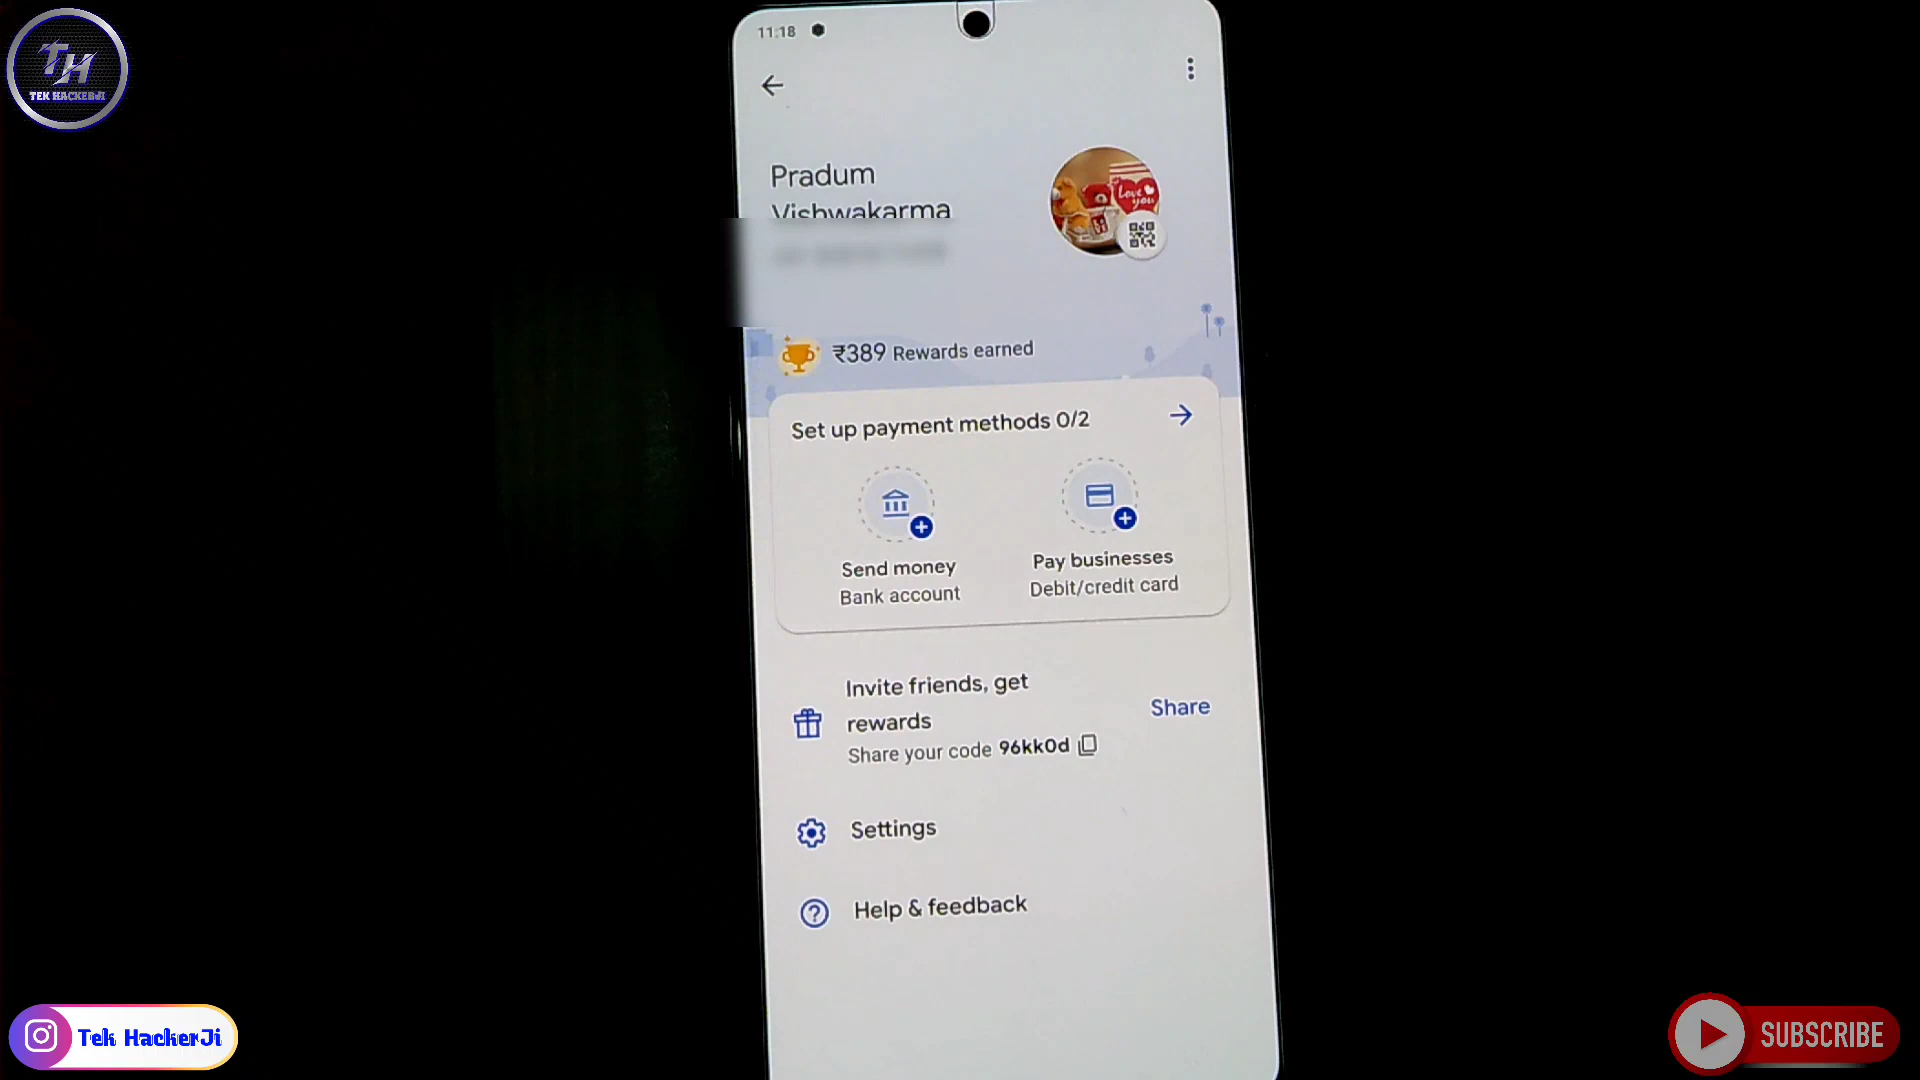 TH
TEK HACKERJI
11:18
Pradum
Vishwakarma
Love
you
₹389 Rewards earned
Set up payment methods 0/2
Send money
Bank account
Pay businesses
Debit/credit card
Invite friends, get
rewards
Share your code 96kk0d
Share
Settings
Help & feedback
Tek HackerJi
SUBSCRIBE